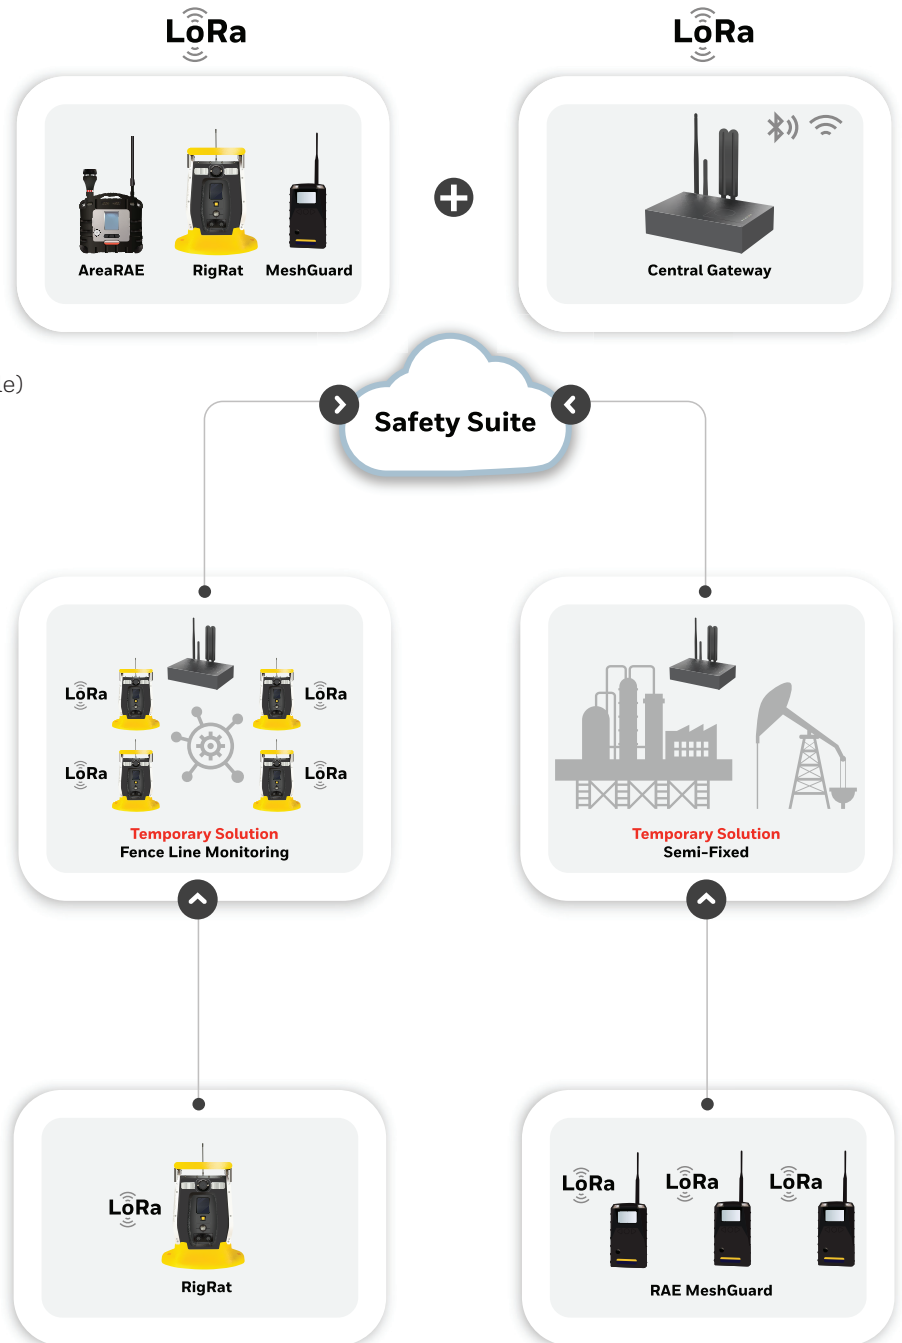 LoRa
LoRa
AreaRAE
RigRat
MeshGuard
Central Gateway
le)
Safety Suite
LoRa
LoRa
LoRa
LoRa
Temporary Solution
Fence Line Monitoring
Temporary Solution
Semi-Fixed
LoRa
RigRat
LoRa
LoRa
LoRa
RAE MeshGuard